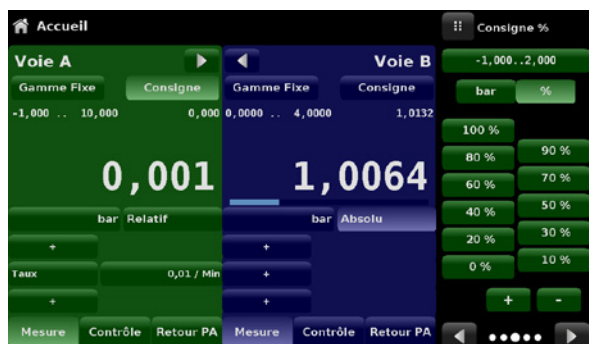 Accueil
Voie A
Gamme Fixe Consigne
-1,000 .. 10,000 0,000
0,001
bar Relatif
+
Taux 0,01 / Min
+
Mesure Contrôle Retour PA
Voie B
Gamme Fixe Consigne
0,0000 .. 4,0000 1,0132
1,0064
bar Absolu
+
+
+
Mesure Contrôle Retour PA
Consigne %
-1,000..2,000
bar %
100 %
80 % 90 %
60 % 70 %
40 % 50 %
20 % 30 %
0 % 10 %
+ -